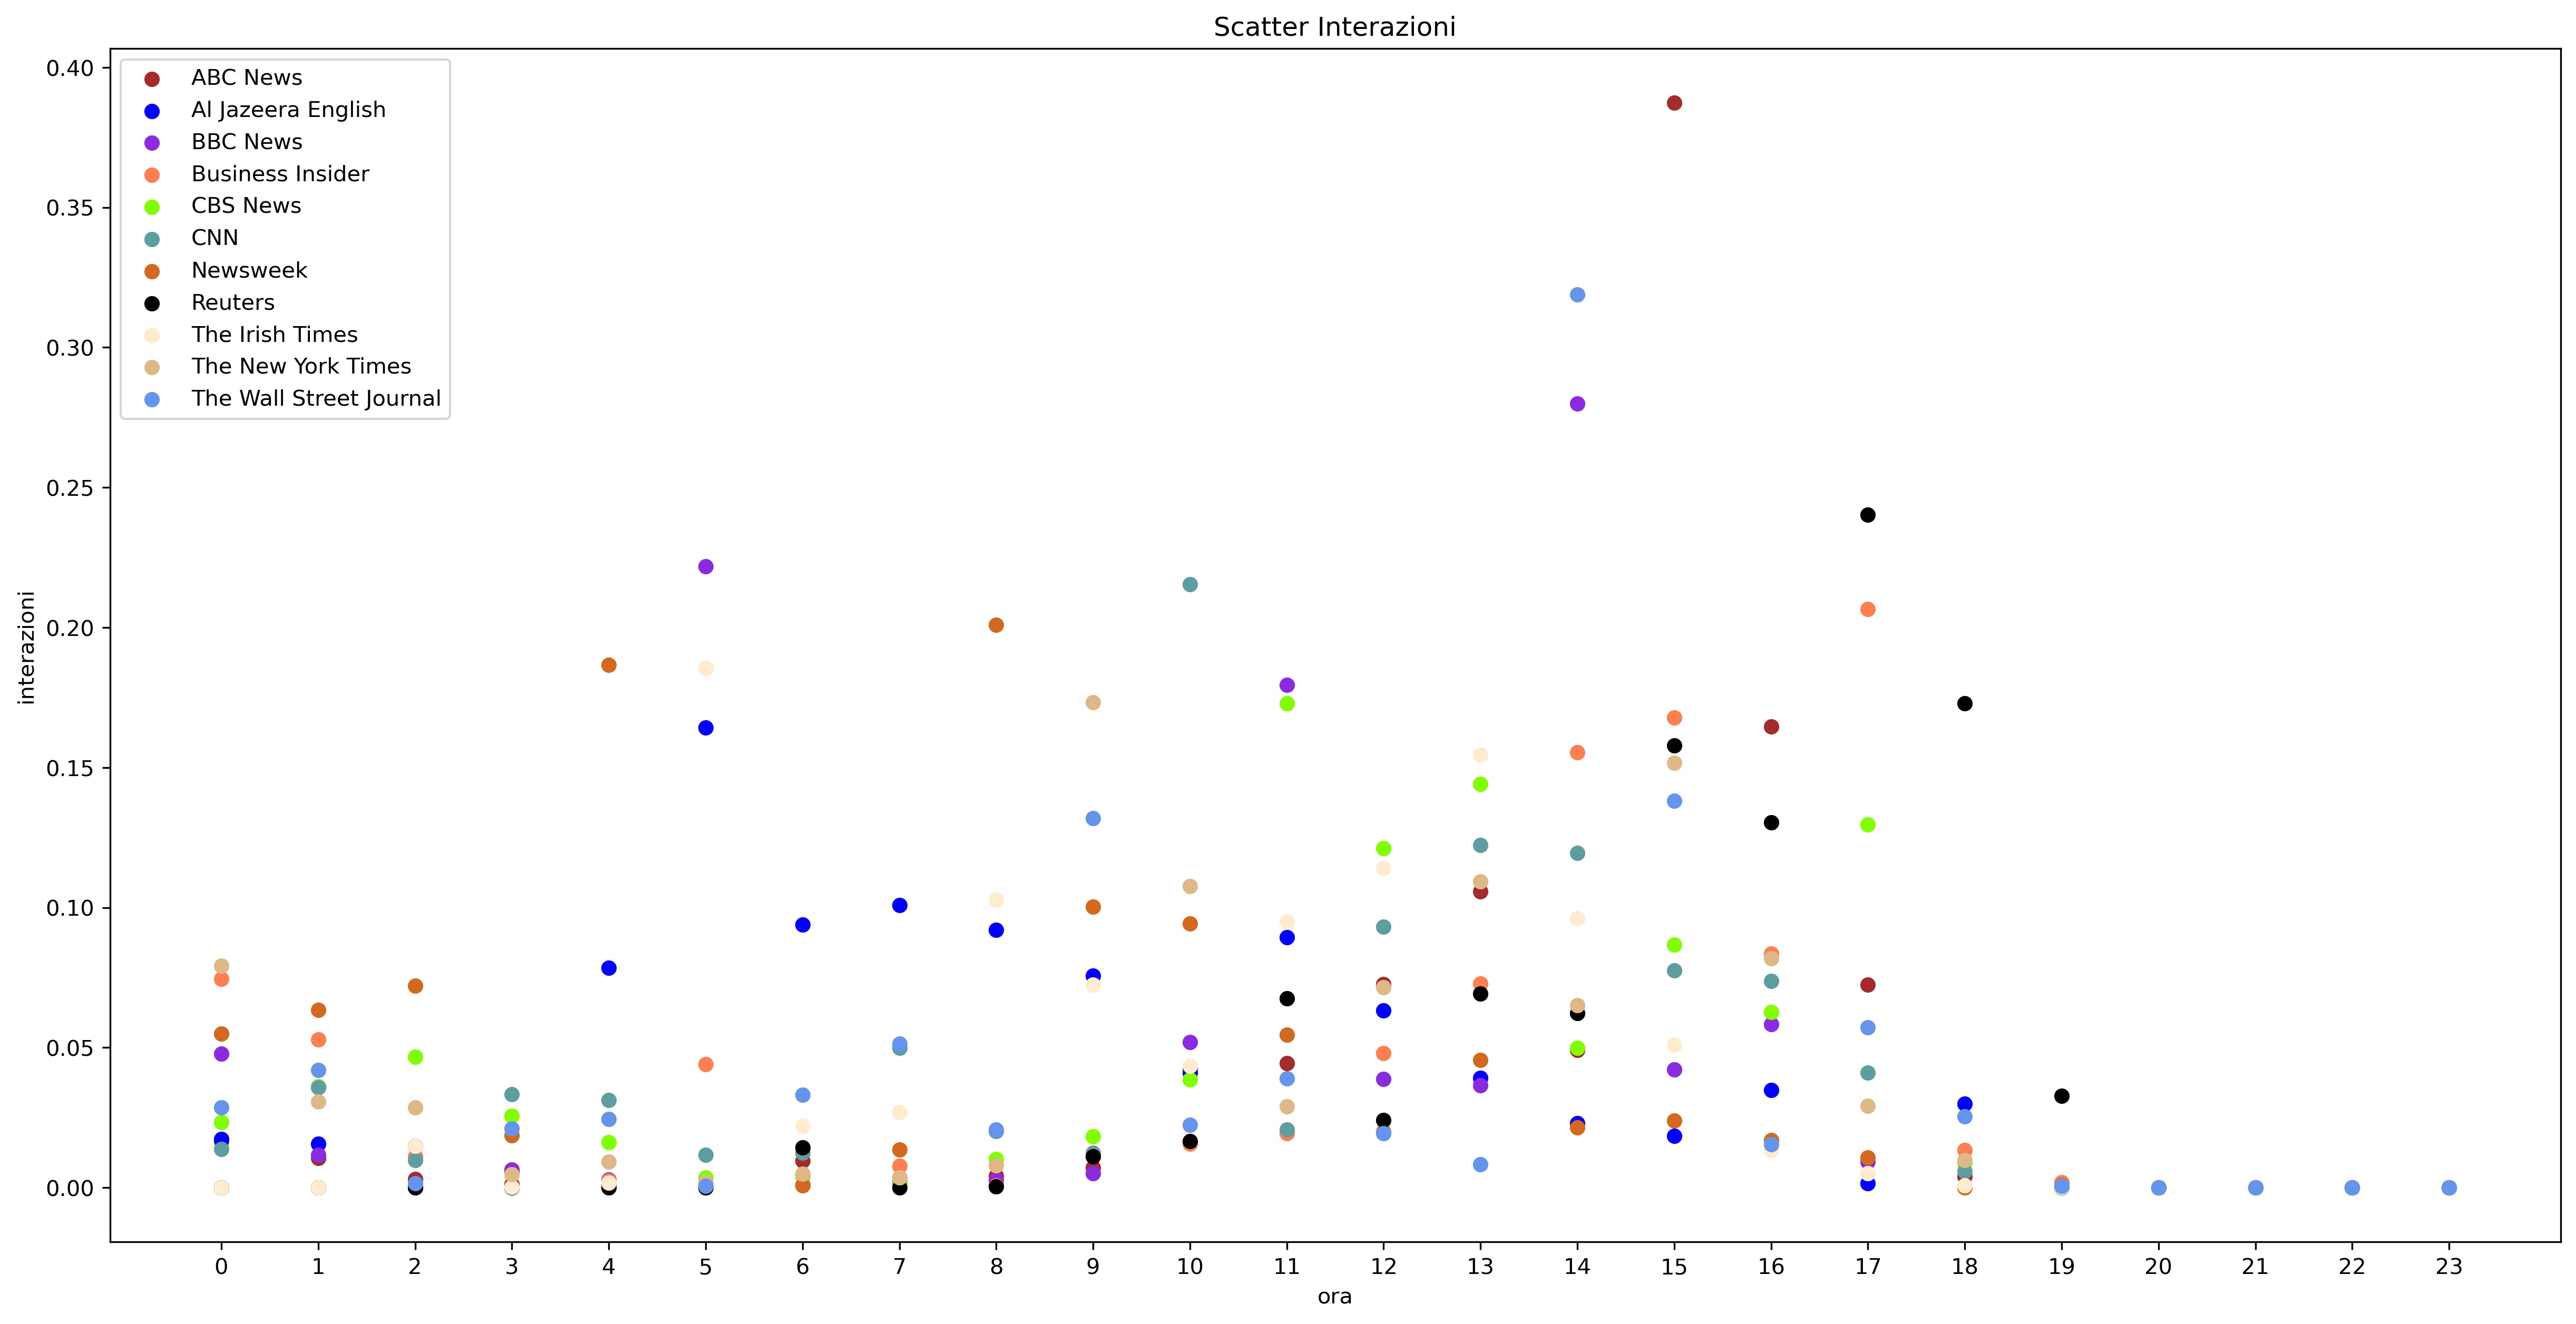 Scatter Interazioni
0.40
0.35
0.30
0.25
0.20
0.15
0.10
0.05
0.00
interazioni
ABC News
Al Jazeera English
BBC News
Business Insider
CBS News
CNN
Newsweek
Reuters
The Irish Times
The New York Times
The Wall Street Journal
0 1 2 3 4 5 6 7 8 9 10 11 12 13 14 15 16 17 18 19 20 21 22 23
ora